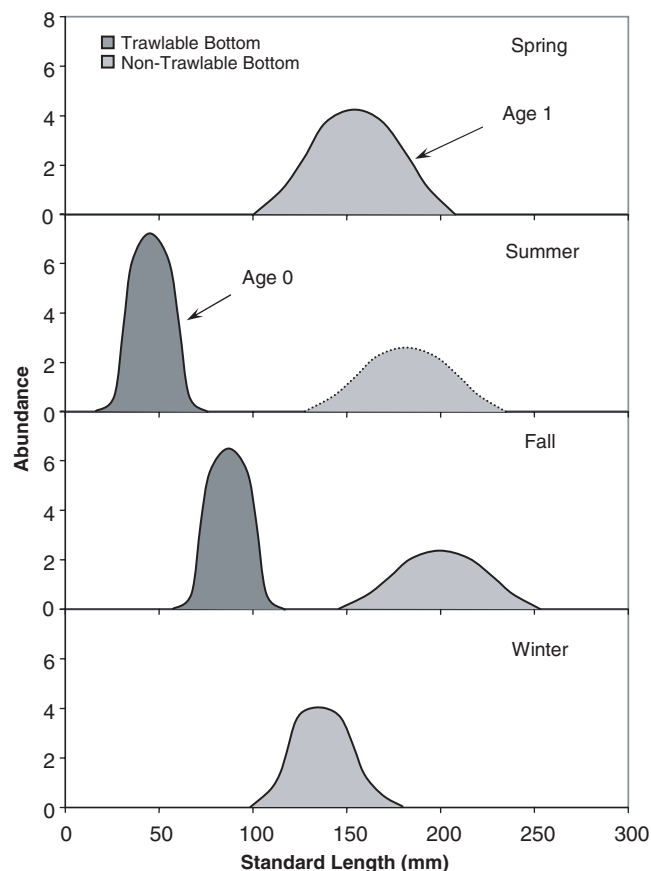 8
6
4
2
0
Trawlable Bottom
Non-Trawlable Bottom
Spring
Age 1
6
4
2
0
Summer
Age 0
Abundance
6
4
2
0
Fall
6
4
2
0
Winter
0 50 100 150 200 250 300
Standard Length (mm)